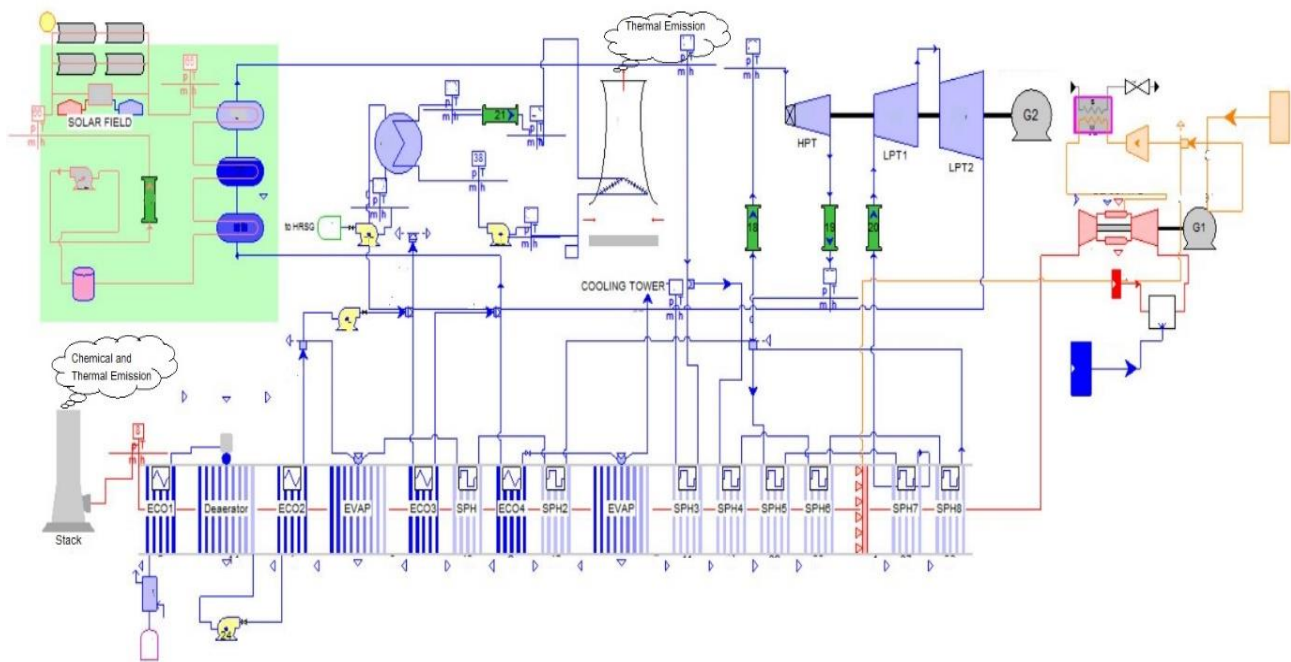 Thermal Emission
SOLAR FIELD
p T
m h
21
38
HPT
LPT1
LPT2
G2
G1
to HRSG
18
19
20
COOLING TOWER
Chemical and
Thermal Emission
Stack
ECO1
Deaerator
ECO2
EVAP
ECO3
SPH
ECO4
SPH2
EVAP
SPH3
SPH4
SPH5
SPH6
SPH7
SPH8
24